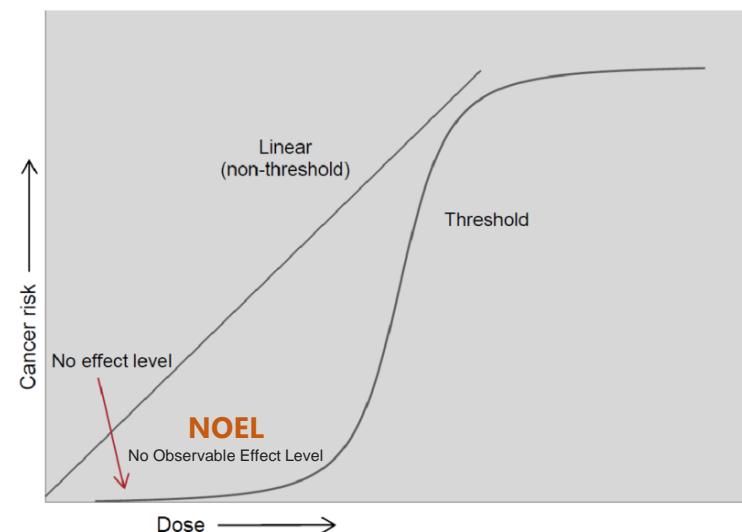 Linear
(non-threshold)
Threshold
Cancer risk
No effect level
NOEL
No Observable Effect Level
Dose